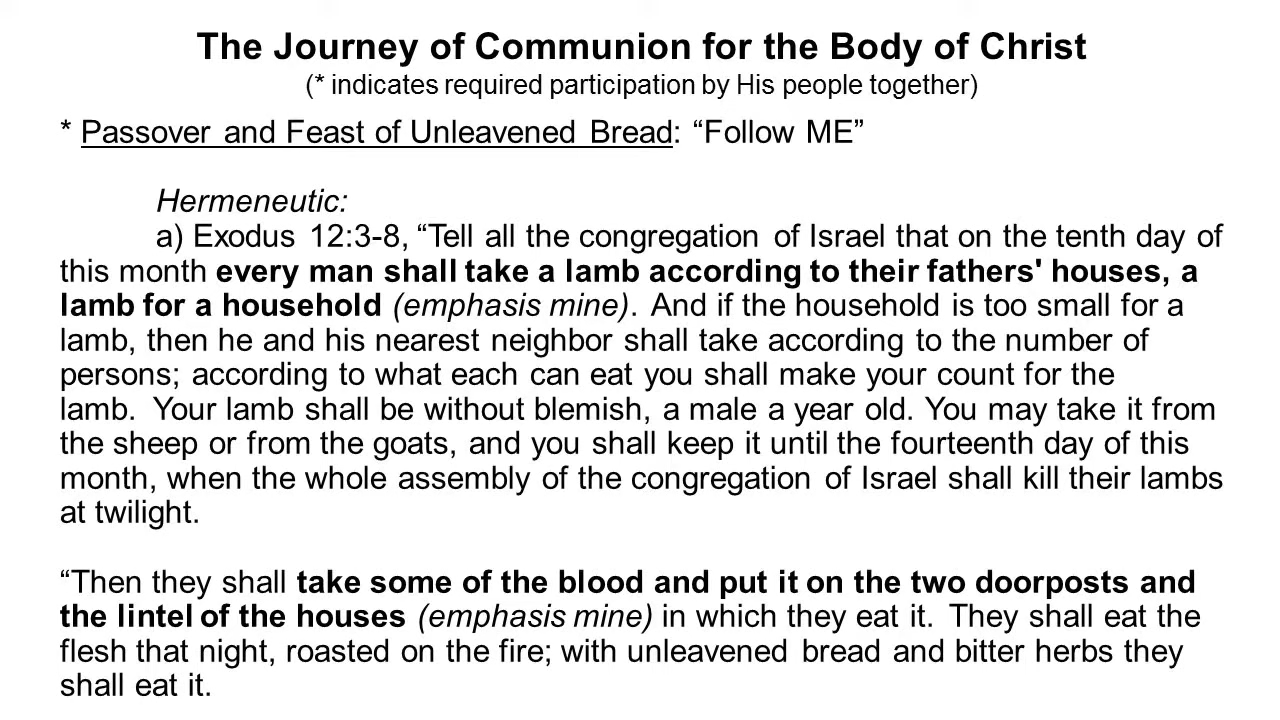 The Journey of Communion for the Body of Christ
(* indicates required participation by His people together)
* Passover and Feast of Unleavened Bread: “Follow ME”
Hermeneutic:
a) Exodus 12:3-8, “Tell all the congregation of Israel that on the tenth day of
this month every man shall take a lamb according to their fathers' houses, a
lamb for a household (emphasis mine). And if the household is too small for a
lamb, then he and his nearest neighbor shall take according to the number of
persons; according to what each can eat you shall make your count for the
lamb. Your lamb shall be without blemish, a male a year old. You may take it from
the sheep or from the goats, and you shall keep it until the fourteenth day of this
month, when the whole assembly of the congregation of Israel shall kill their lambs
at twilight.
“Then they shall take some of the blood and put it on the two doorposts and
the lintel of the houses (emphasis mine) in which they eat it. They shall eat the
flesh that night, roasted on the fire; with unleavened bread and bitter herbs they
shall eat it.